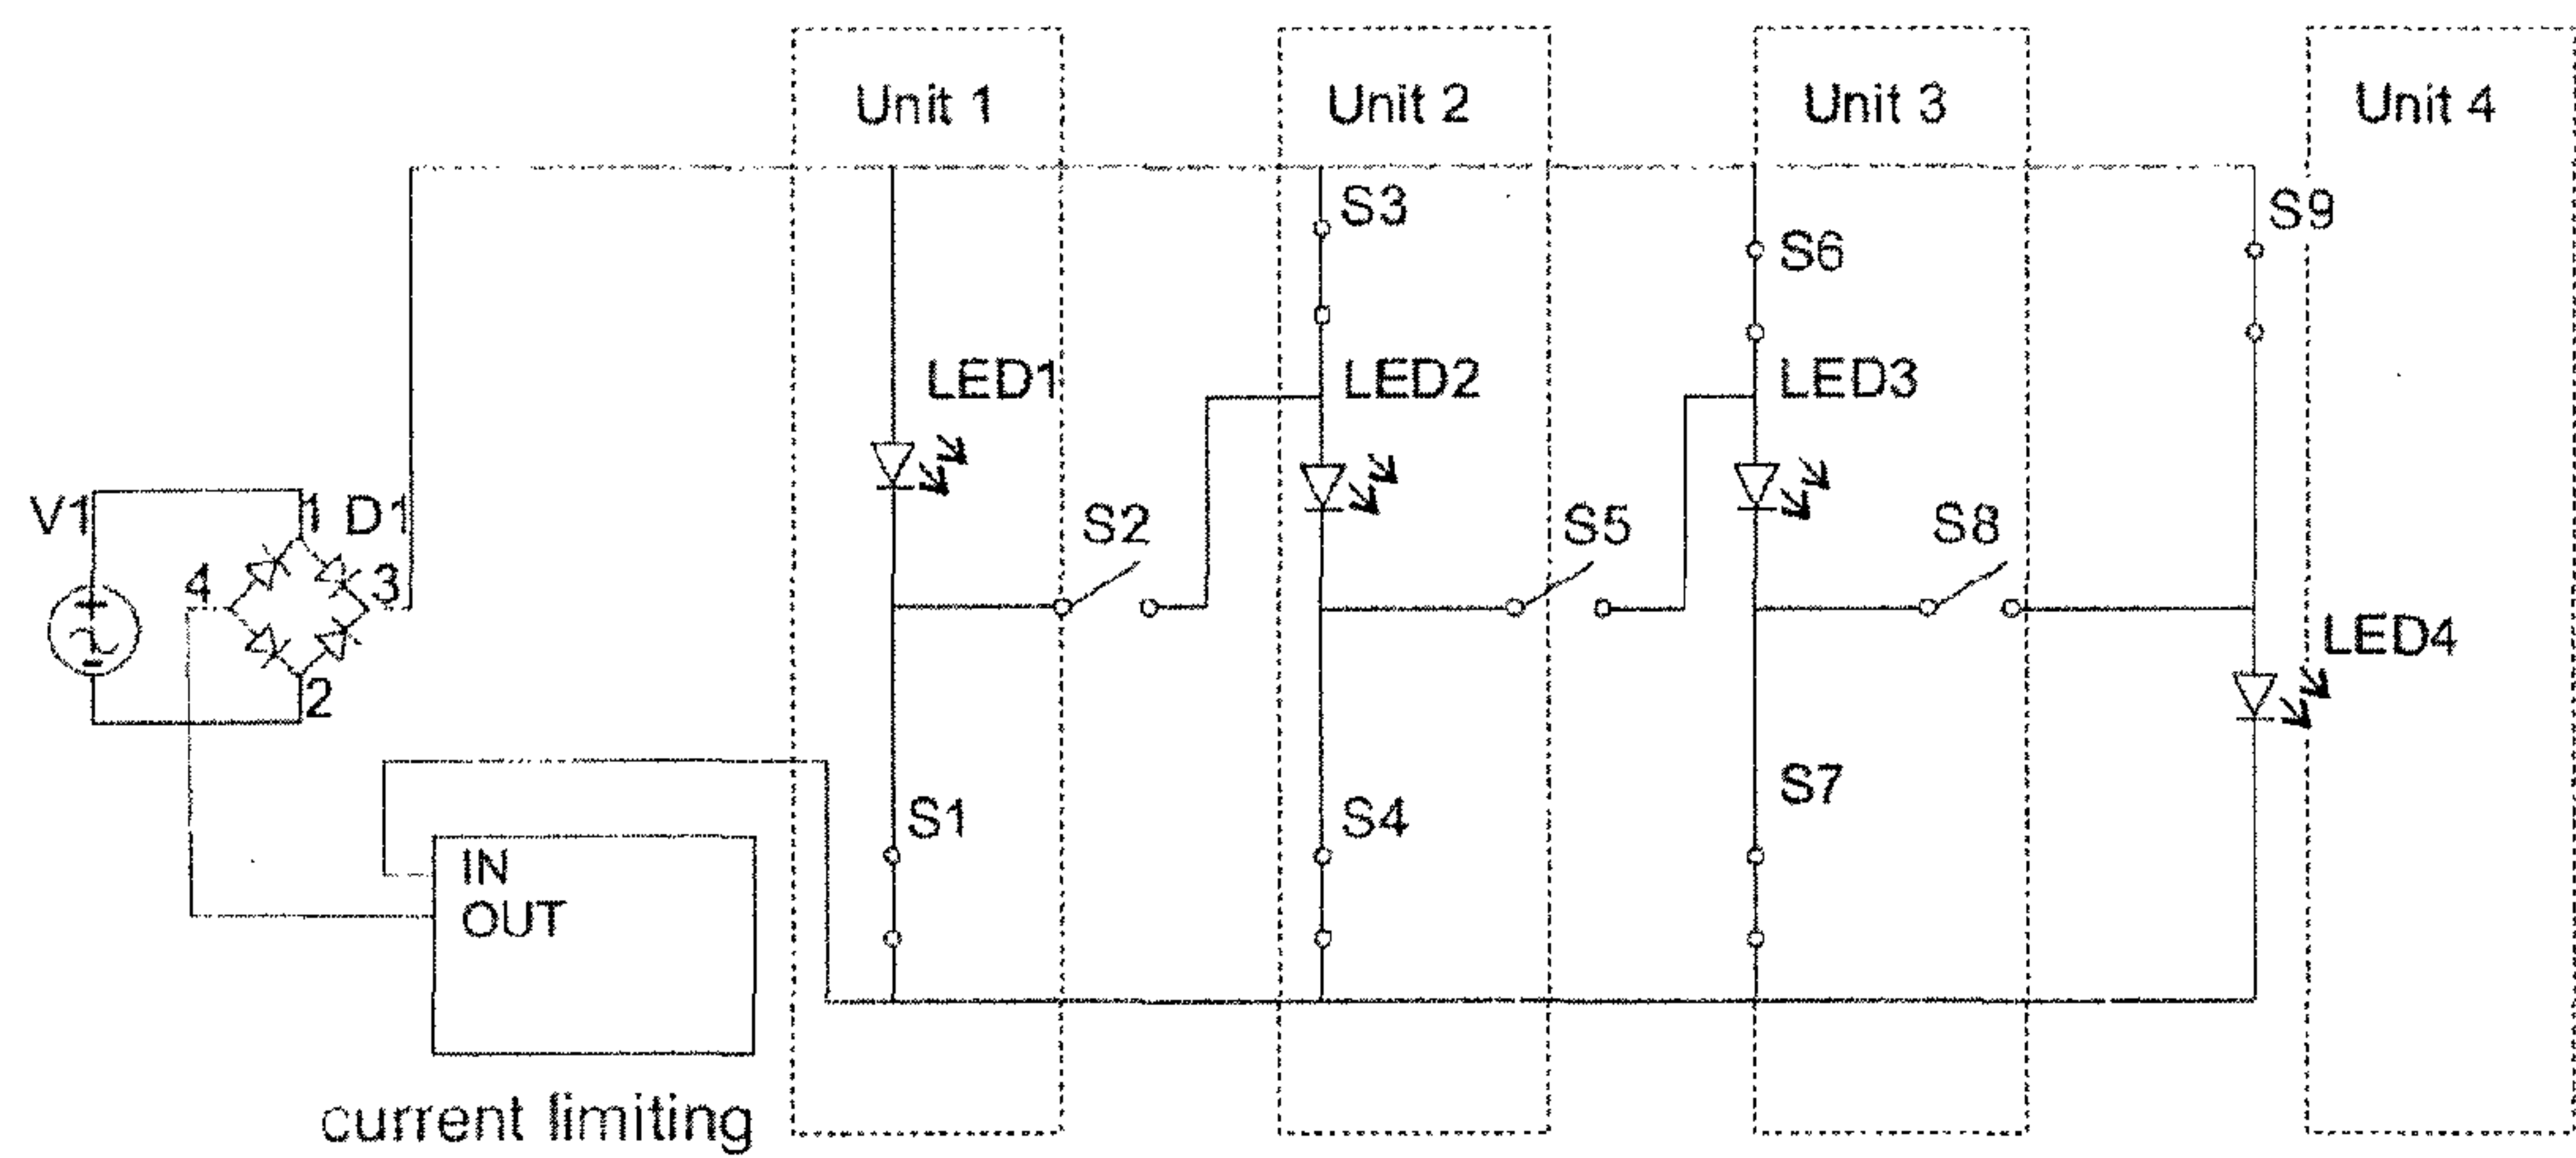 Unit 1
Unit 2
Unit 3
Unit 4
S3
S6
S9
LED1
LED2
LED3
V1
1
D1
S2
S5
S8
4
3
LED4
2
S7
S1
S4
IN
OUT
current limiting